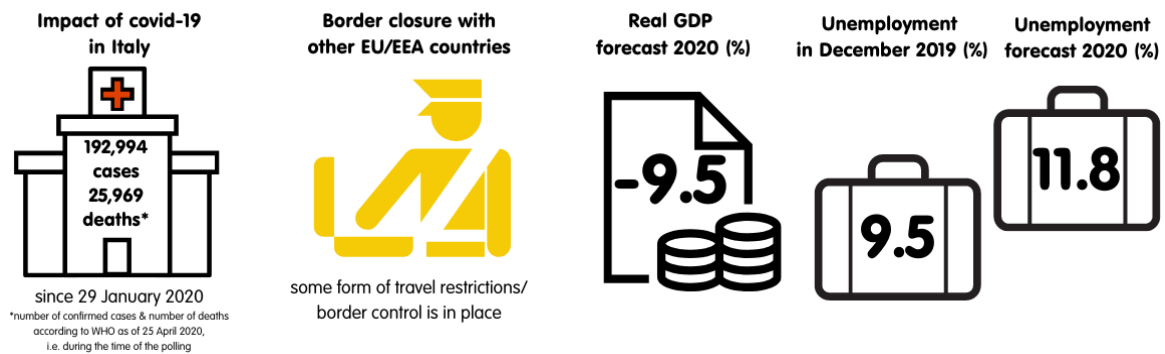 Impact of covid-19
in Italy
192,994
cases
25,969
deaths*
since 29 January 2020
*number of confirmed cases & number of deaths
according to WHO as of 25 April 2020,
i.e. during the time of the polling
Border closure with
other EU/EEA countries
some form of travel restrictions/
border control is in place
Real GDP
forecast 2020 (%)
-9.5
Unemployment
in December 2019 (%)
9.5
Unemployment
forecast 2020 (%)
11.8